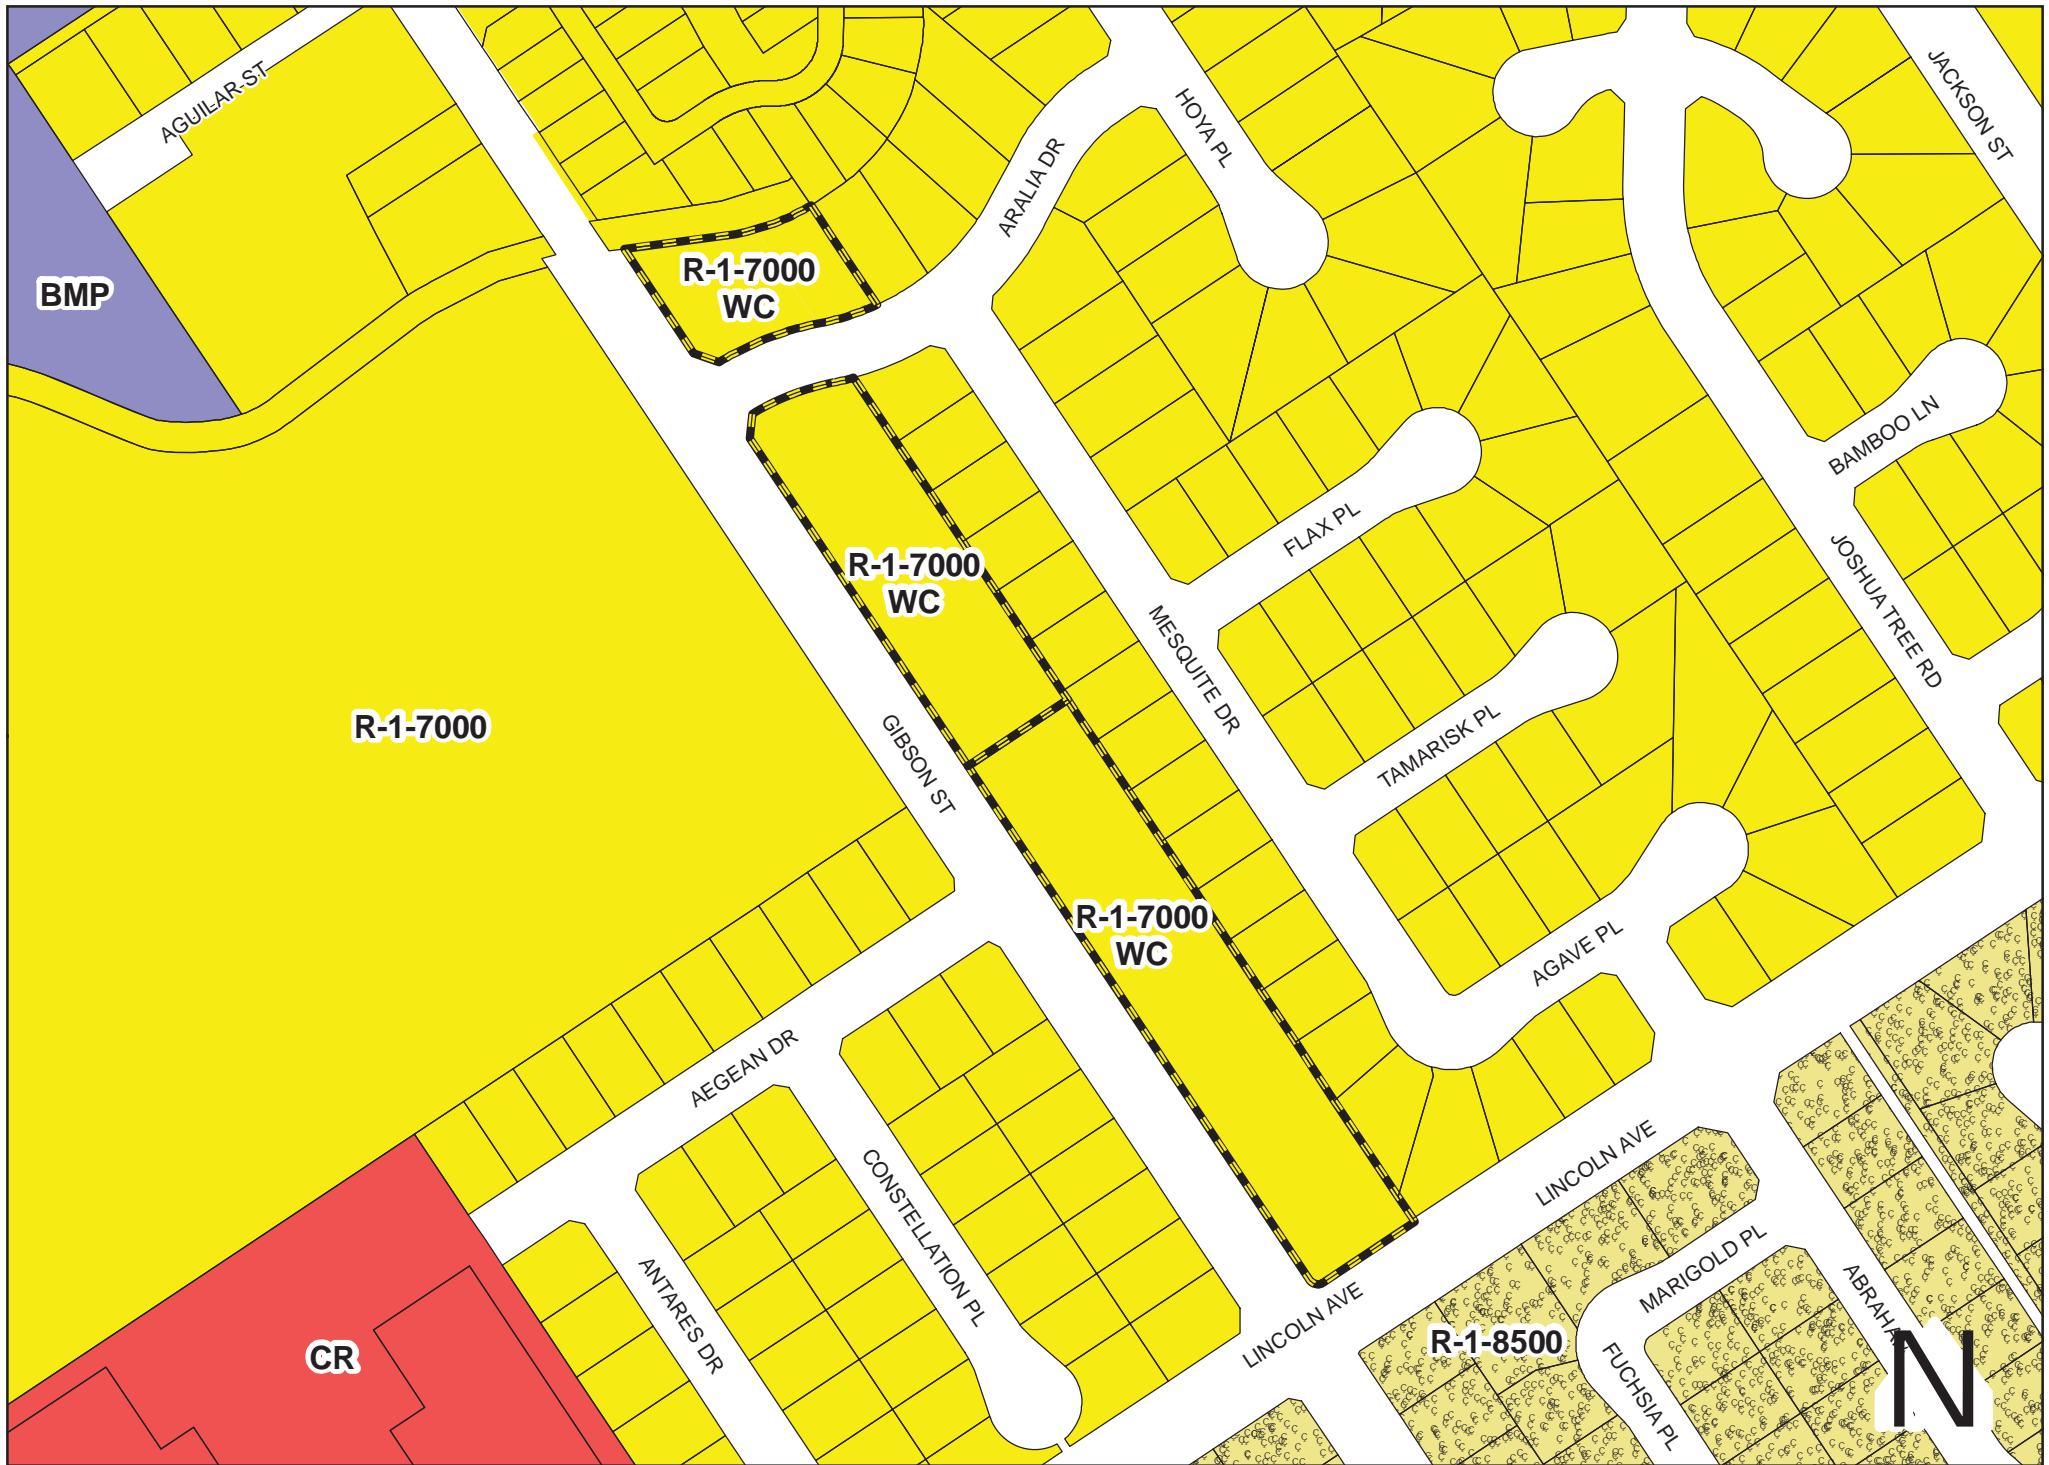 AGUILAR ST
JACKSON ST
HOYA PL
ARALIA DR
R-1-7000
WC
BMP
BAMBOO LN
FLAX PL
R-1-7000
WC
JOSHUA TREE RD
MESQUITE DR
R-1-7000
GIBSON ST
TAMARISK PL
R-1-7000
WC
AGAVE PL
AEGEAN DR
LINCOLN AVE
CONSTELLATION PL
MARIGOLD PL
ANTARES DR
LINCOLN AVE
ABRAHA
R-1-8500
CR
FUCHSIA PL
N